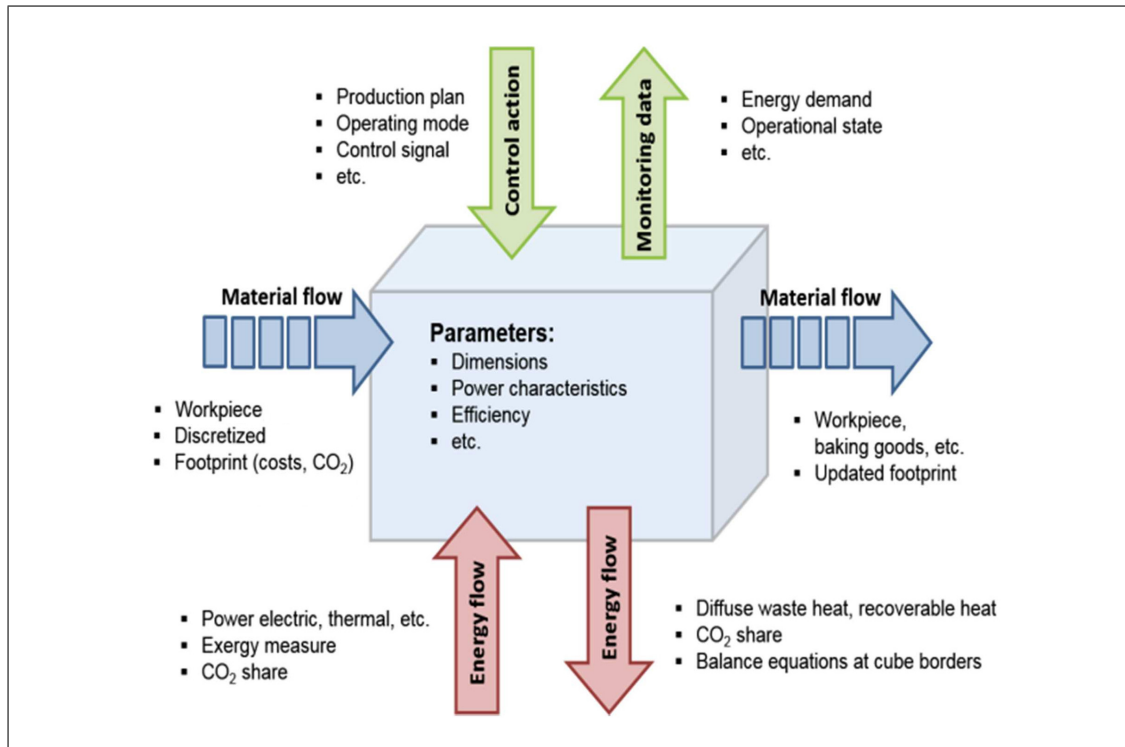 ▪ Production plan
▪ Operating mode
▪ Control signal
▪ etc.
Control action
Monitoring data
▪ Energy demand
▪ Operational state
▪ etc.
Material flow
▪ Workpiece
▪ Discretized
▪ Footprint (costs, CO₂)
Parameters:
▪ Dimensions
▪ Power characteristics
▪ Efficiency
▪ etc.
Material flow
▪ Workpiece,
baking goods, etc.
▪ Updated footprint
▪ Power electric, thermal, etc.
▪ Exergy measure
▪ CO₂ share
Energy flow
Energy flow
▪ Diffuse waste heat, recoverable heat
▪ CO₂ share
▪ Balance equations at cube borders